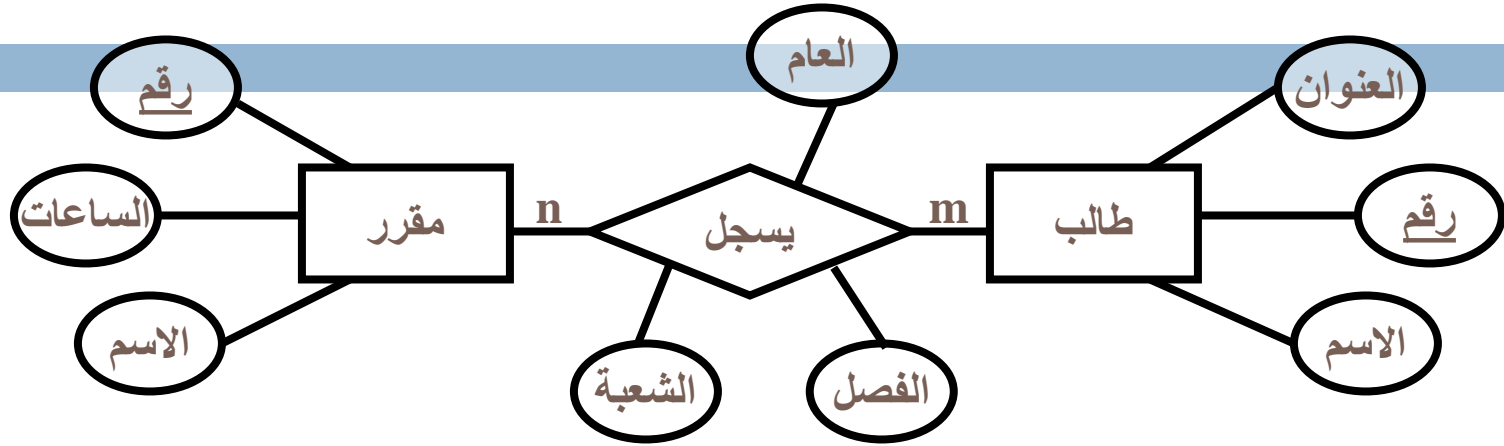 العام
العنوان
رقم
طالب
m
يسجل
n
مقرر
رقم
الساعات
الاسم
الفصل
الشعبة
الاسم